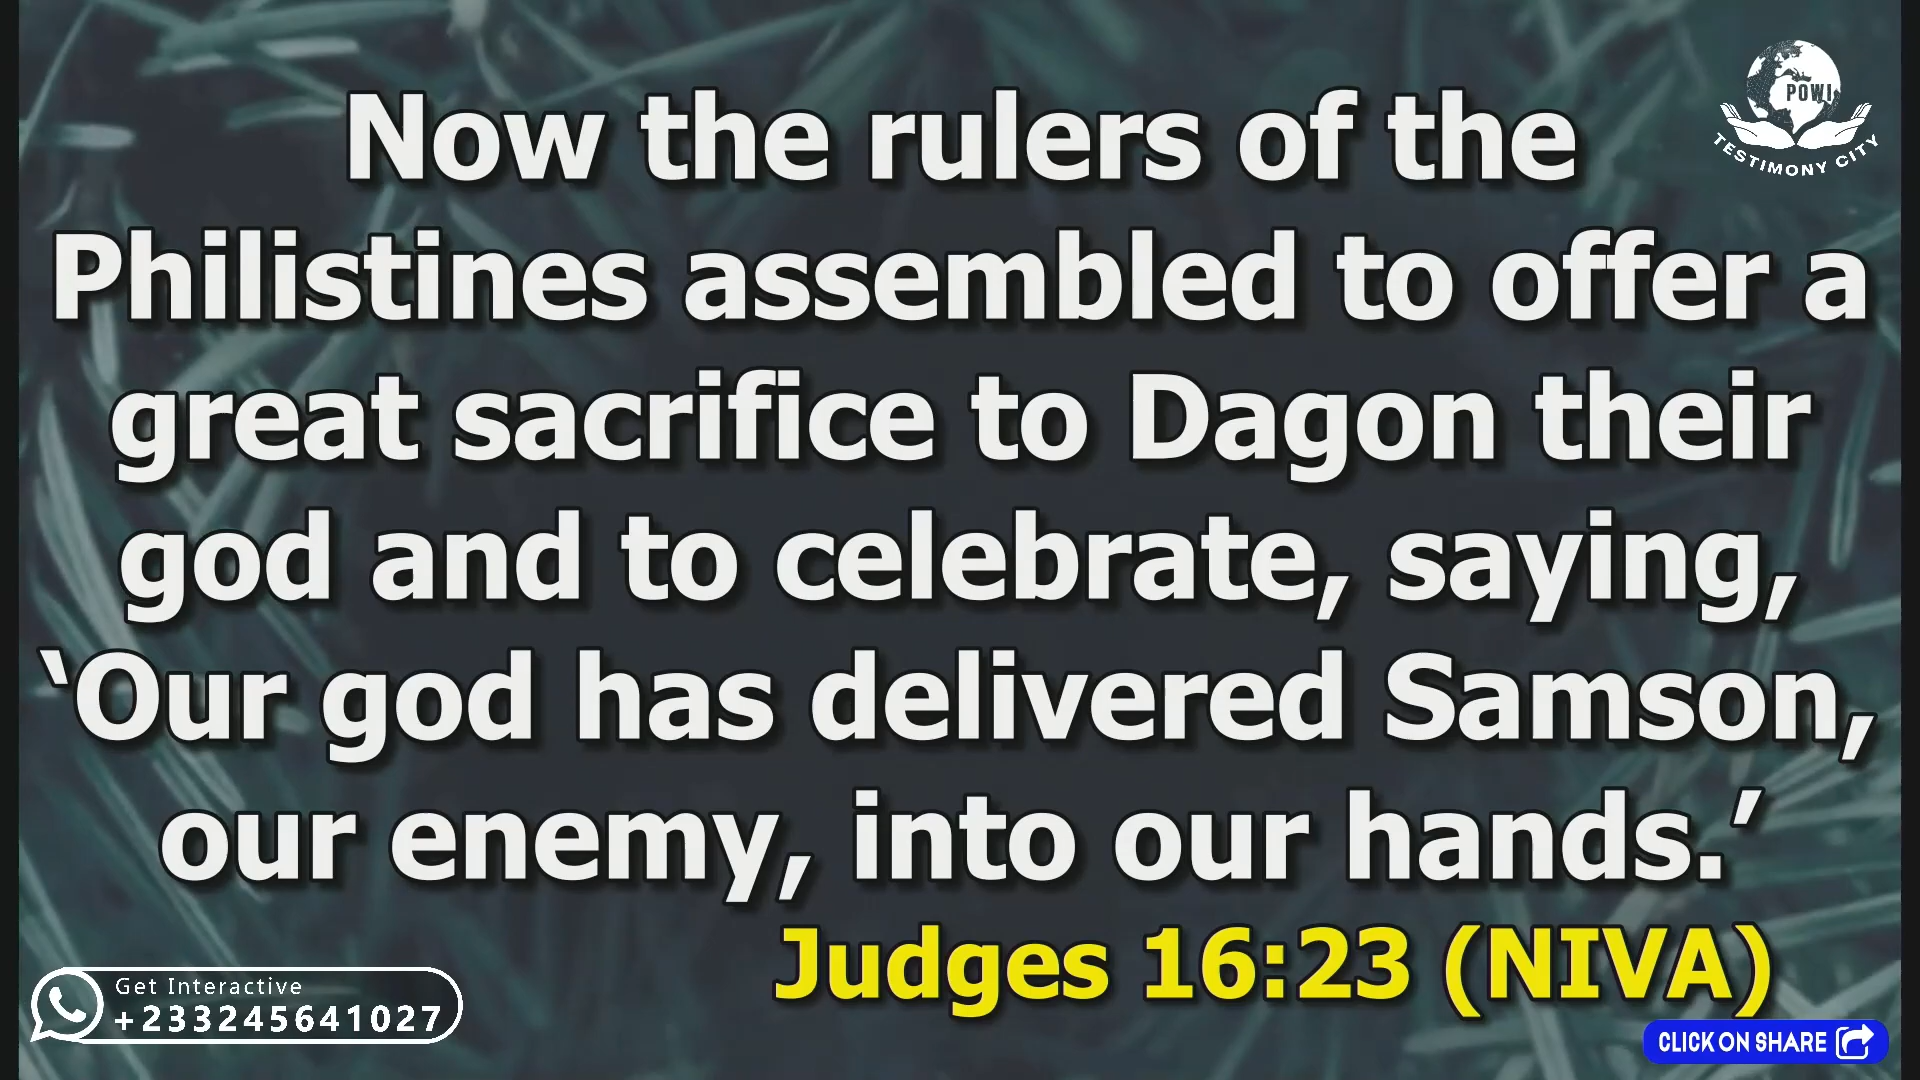 POWI
TESTIMONY CITY
Now the rulers of the
Philistines assembled to offer a
great sacrifice to Dagon their
god and to celebrate, saying,
‘Our god has delivered Samson,
our enemy, into our hands.’
Judges 16:23 (NIVA)
Get Interactive
+233245641027
CLICK ON SHARE